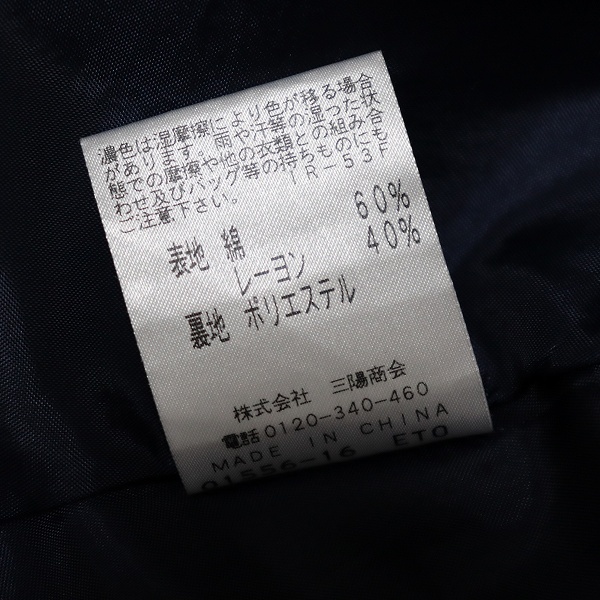 濃色は湿摩擦により色が移る場合
があります。雨や汗等の湿った状
態での摩擦や他の衣類との組み合
わせ及びバッグ等の持ちものにも
ご注意下さい。 TR-53F
表地 綿 60%
レーヨン 40%
裏地 ポリエステル
株式会社 三陽商会
電話0120-340-460
MADE IN CHINA
01556-16 ETO